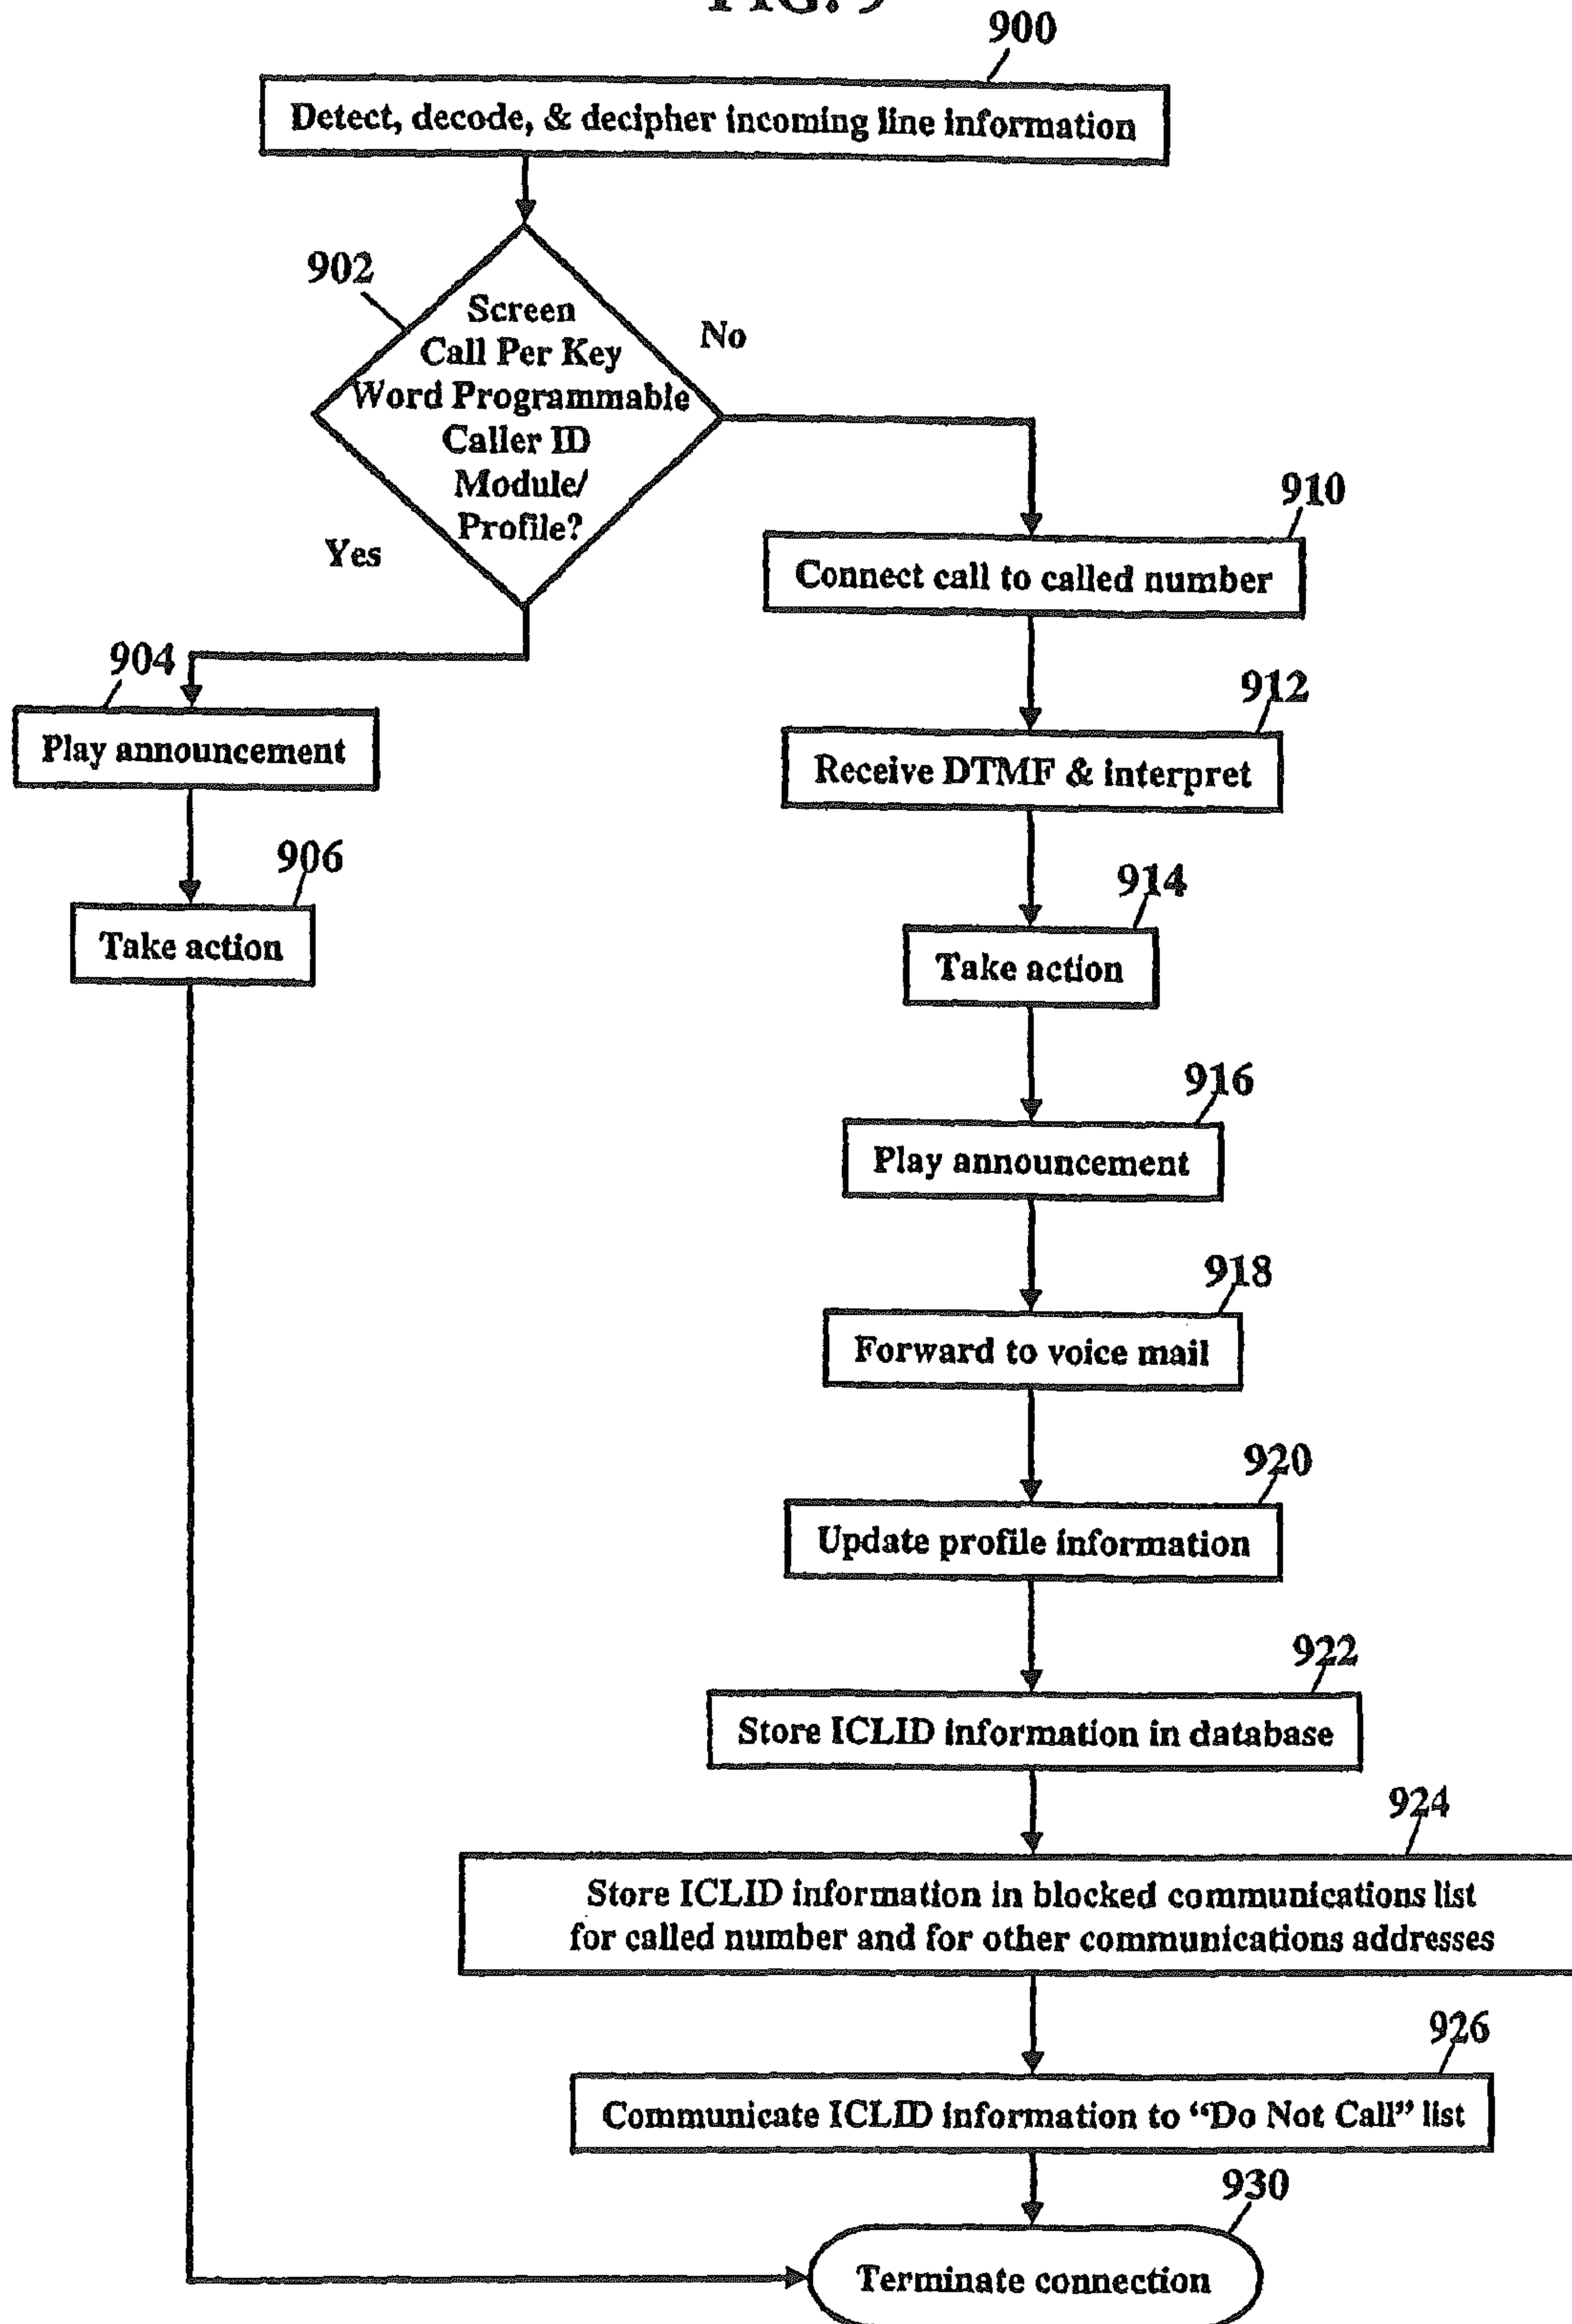 FIG. 9
900
Detect, decode, & decipher incoming line information
902
Screen
Call Per Key
Word Programmable
Caller ID
Module/
Profile?
No
Yes
910
Connect call to called number
904
Play announcement
912
Receive DTMF & interpret
906
Take action
914
Take action
916
Play announcement
918
Forward to voice mail
920
Update profile information
922
Store ICLID information in database
924
Store ICLID information in blocked communications list
for called number and for other communications addresses
926
Communicate ICLID information to “Do Not Call” list
930
Terminate connection